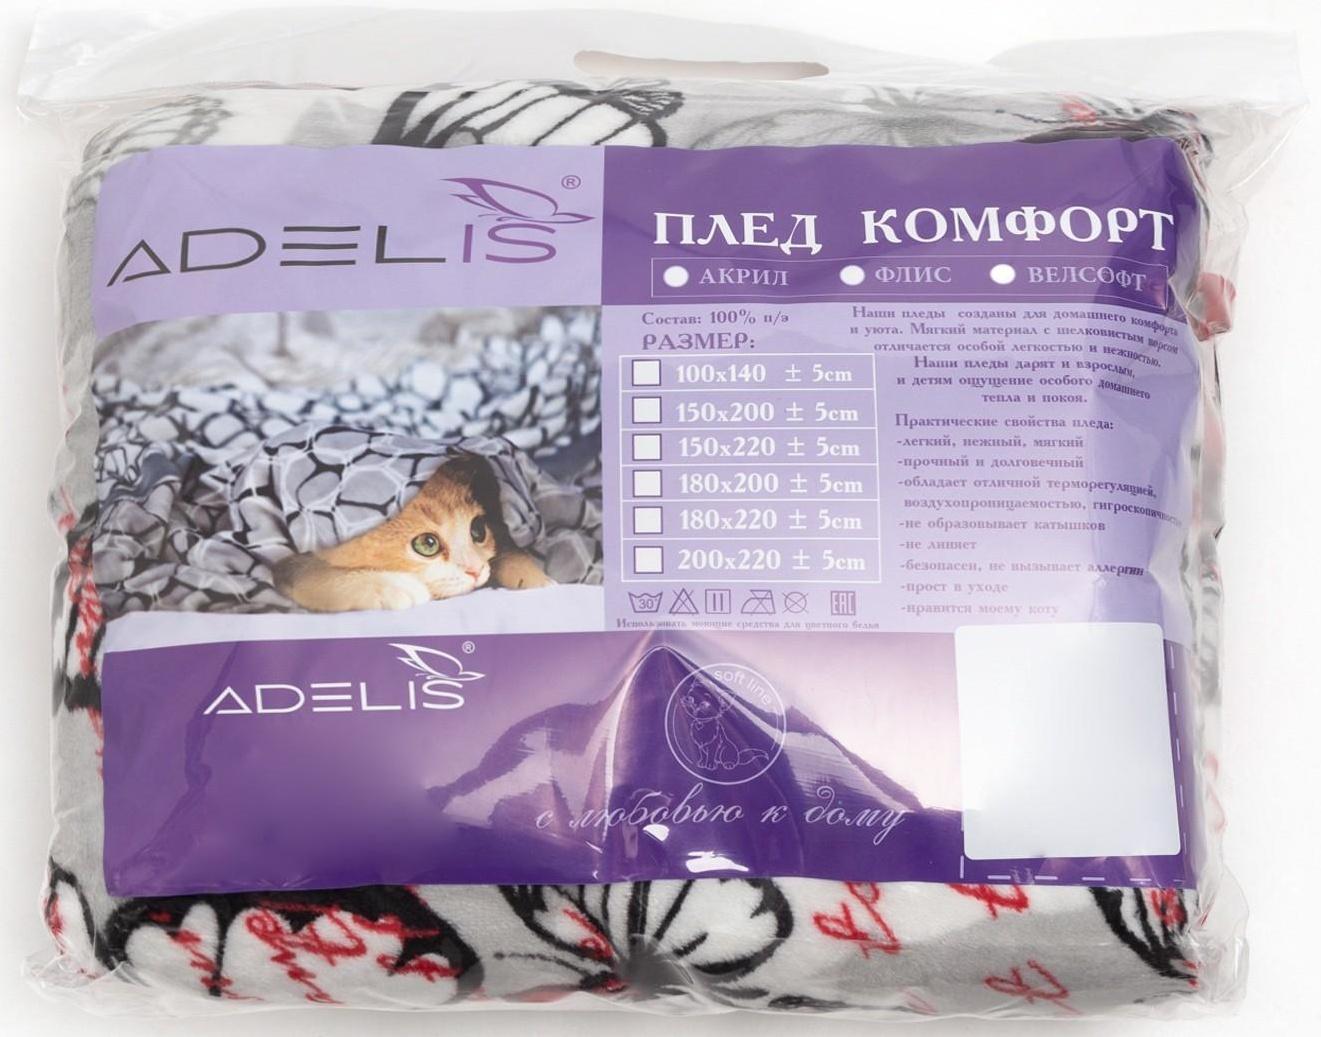 ADELIS®
ПЛЕД КОМФОРТ
АКРИЛ ФЛИС ВЕЛСОФТ
Состав: 100% п/э
РАЗМЕР:
100x140 ± 5cm
150x200 ± 5cm
150x220 ± 5cm
180x200 ± 5cm
180x220 ± 5cm
200x220 ± 5cm
30°
EAC
Использовать моющие средства для цветного белья
Наши пледы созданы для домашнего комфорта
и уюта. Мягкий материал с шелковистым ворсом
отличается особой легкостью и нежностью.
Наши пледы дарят и взрослым,
и детям ощущение особого домашнего
тепла и покоя.
Практические свойства пледа:
-легкий, нежный, мягкий
-прочный и долговечный
-обладает отличной терморегуляцией,
воздухопроницаемостью, гигроскопичностью
-не образовывает катышков
-не линяет
-безопасен, не вызывает аллергии
-прост в уходе
-нравится моему коту
ADELIS®
soft line
с любовью к дому